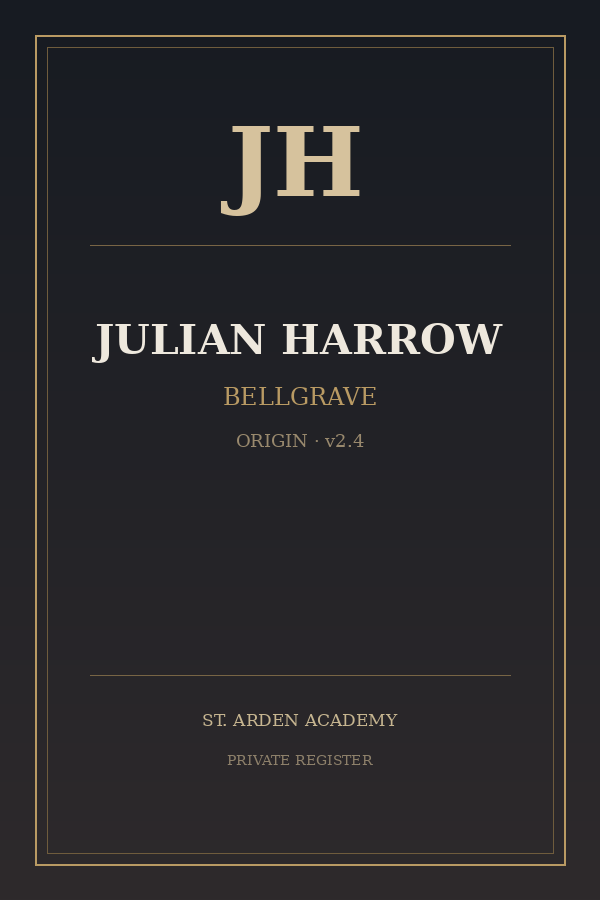 JH
JULIAN HARROW
BELLGRAVE
ORIGIN · v2.4
ST. ARDEN ACADEMY
PRIVATE REGISTER